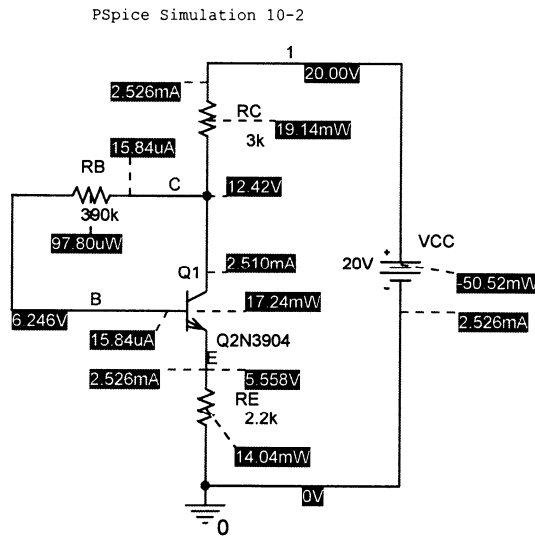 PSpice Simulation 10-2
1
20.00V
2.526mA
RC
3k
19.14mW
15.84uA
RB
C
12.42V
390k
97.80uW
Q1
2.510mA
20V
+
-
VCC
-50.52mW
B
17.24mW
6.246V
15.84uA
Q2N3904
2.526mA
E
2.526mA
5.558V
RE
2.2k
14.04mW
0V
0